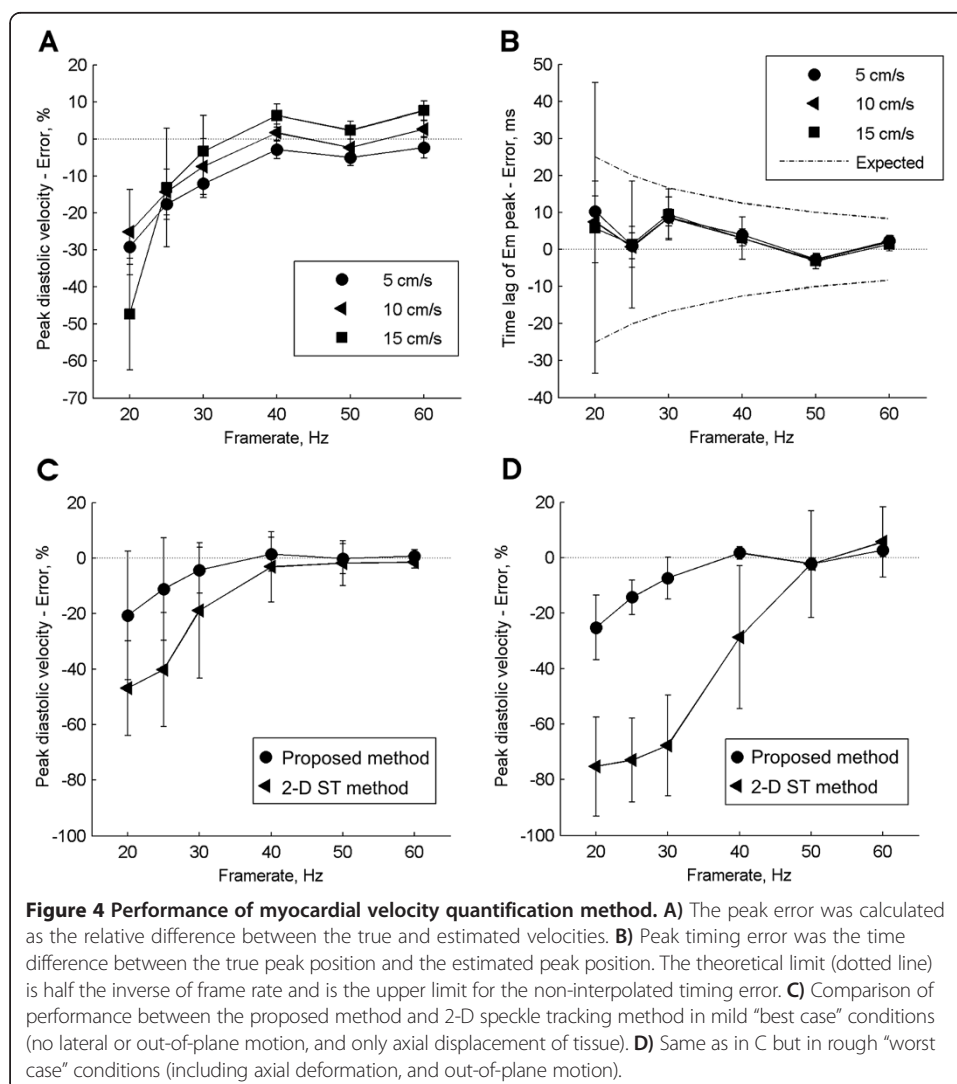 A
20
10
0
-10
-20
-30
-40
-50
-60
-70
Peak diastolic velocity - Error, %
5 cm/s
10 cm/s
15 cm/s
20
30
40
50
60
Framerate, Hz
B
50
40
30
20
10
0
-10
-20
-30
-40
Time lag of Em peak - Error, ms
5 cm/s
10 cm/s
15 cm/s
Expected
20
30
40
50
60
Framerate, Hz
C
20
0
-20
-40
-60
-80
-100
Peak diastolic velocity - Error, %
Proposed method
2-D ST method
20
30
40
50
60
Framerate, Hz
D
20
0
-20
-40
-60
-80
-100
Peak diastolic velocity - Error, %
Proposed method
2-D ST method
20
30
40
50
60
Framerate, Hz
Figure 4 Performance of myocardial velocity quantification method. A) The peak error was calculated
as the relative difference between the true and estimated velocities. B) Peak timing error was the time
difference between the true peak position and the estimated peak position. The theoretical limit (dotted line)
is half the inverse of frame rate and is the upper limit for the non-interpolated timing error. C) Comparison of
performance between the proposed method and 2-D speckle tracking method in mild “best case” conditions
(no lateral or out-of-plane motion, and only axial displacement of tissue). D) Same as in C but in rough “worst
case” conditions (including axial deformation, and out-of-plane motion).